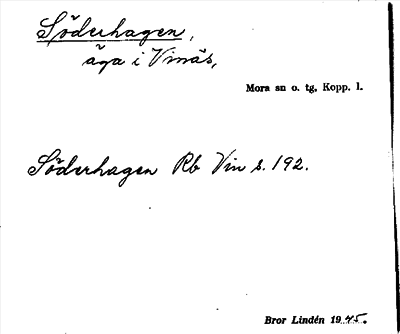 Söderhagen,
äga i Vinäs,
Mora sn o. tg, Kopp. l.
Söderhagen Rb Vin s. 192.
Bror Lindén 1945.